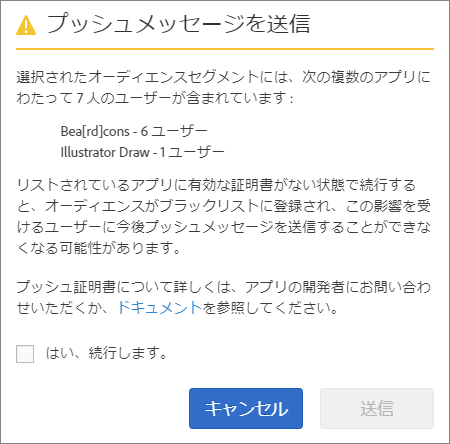 プッシュメッセージを送信
選択されたオーディエンスセグメントには、次の複数のアプリに
わたって 7 人のユーザーが含まれています :
Bea[rd]cons - 6 ユーザー
Illustrator Draw - 1 ユーザー
リストされているアプリに有効な証明書がない状態で続行する
と、オーディエンスがブラックリストに登録され、この影響を受
けるユーザーに今後プッシュメッセージを送信することができな
くなる可能性があります。
プッシュ証明書について詳しくは、アプリの開発者にお問い合わ
せいただくか、ドキュメントを参照してください。
はい、続行します。
キャンセル
送信